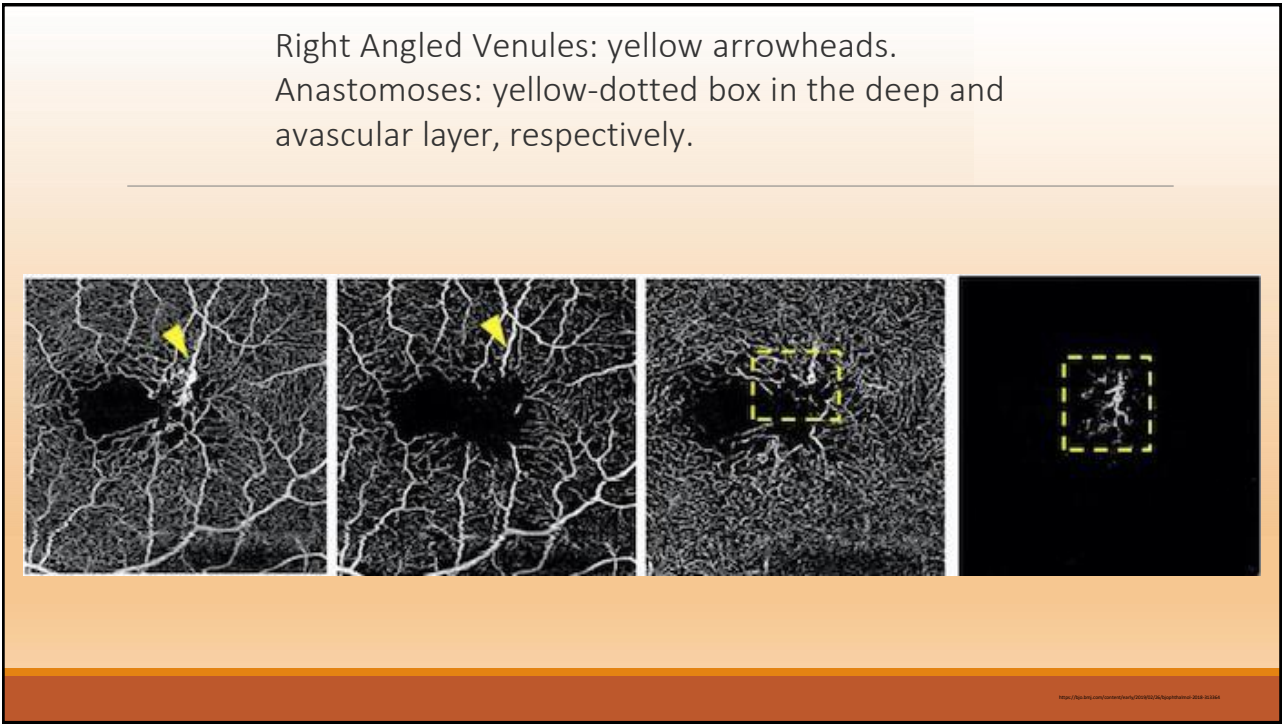 Right Angled Venules: yellow arrowheads.
Anastomoses: yellow-dotted box in the deep and
avascular layer, respectively.